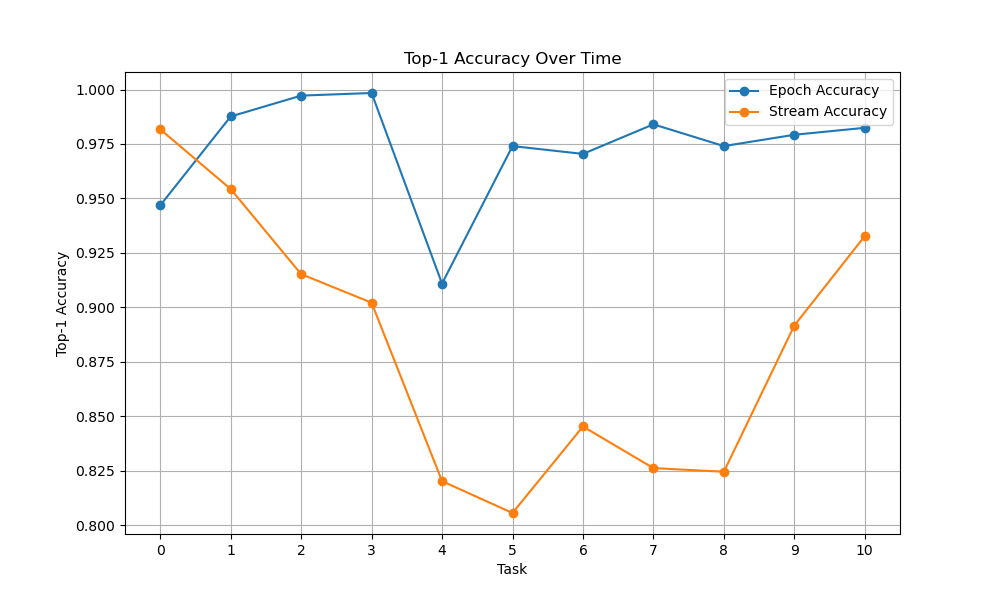 Top-1 Accuracy Over Time
Epoch Accuracy
Stream Accuracy
Top-1 Accuracy
1.000
0.975
0.950
0.925
0.900
0.875
0.850
0.825
0.800
0 1 2 3 4 5 6 7 8 9 10
Task